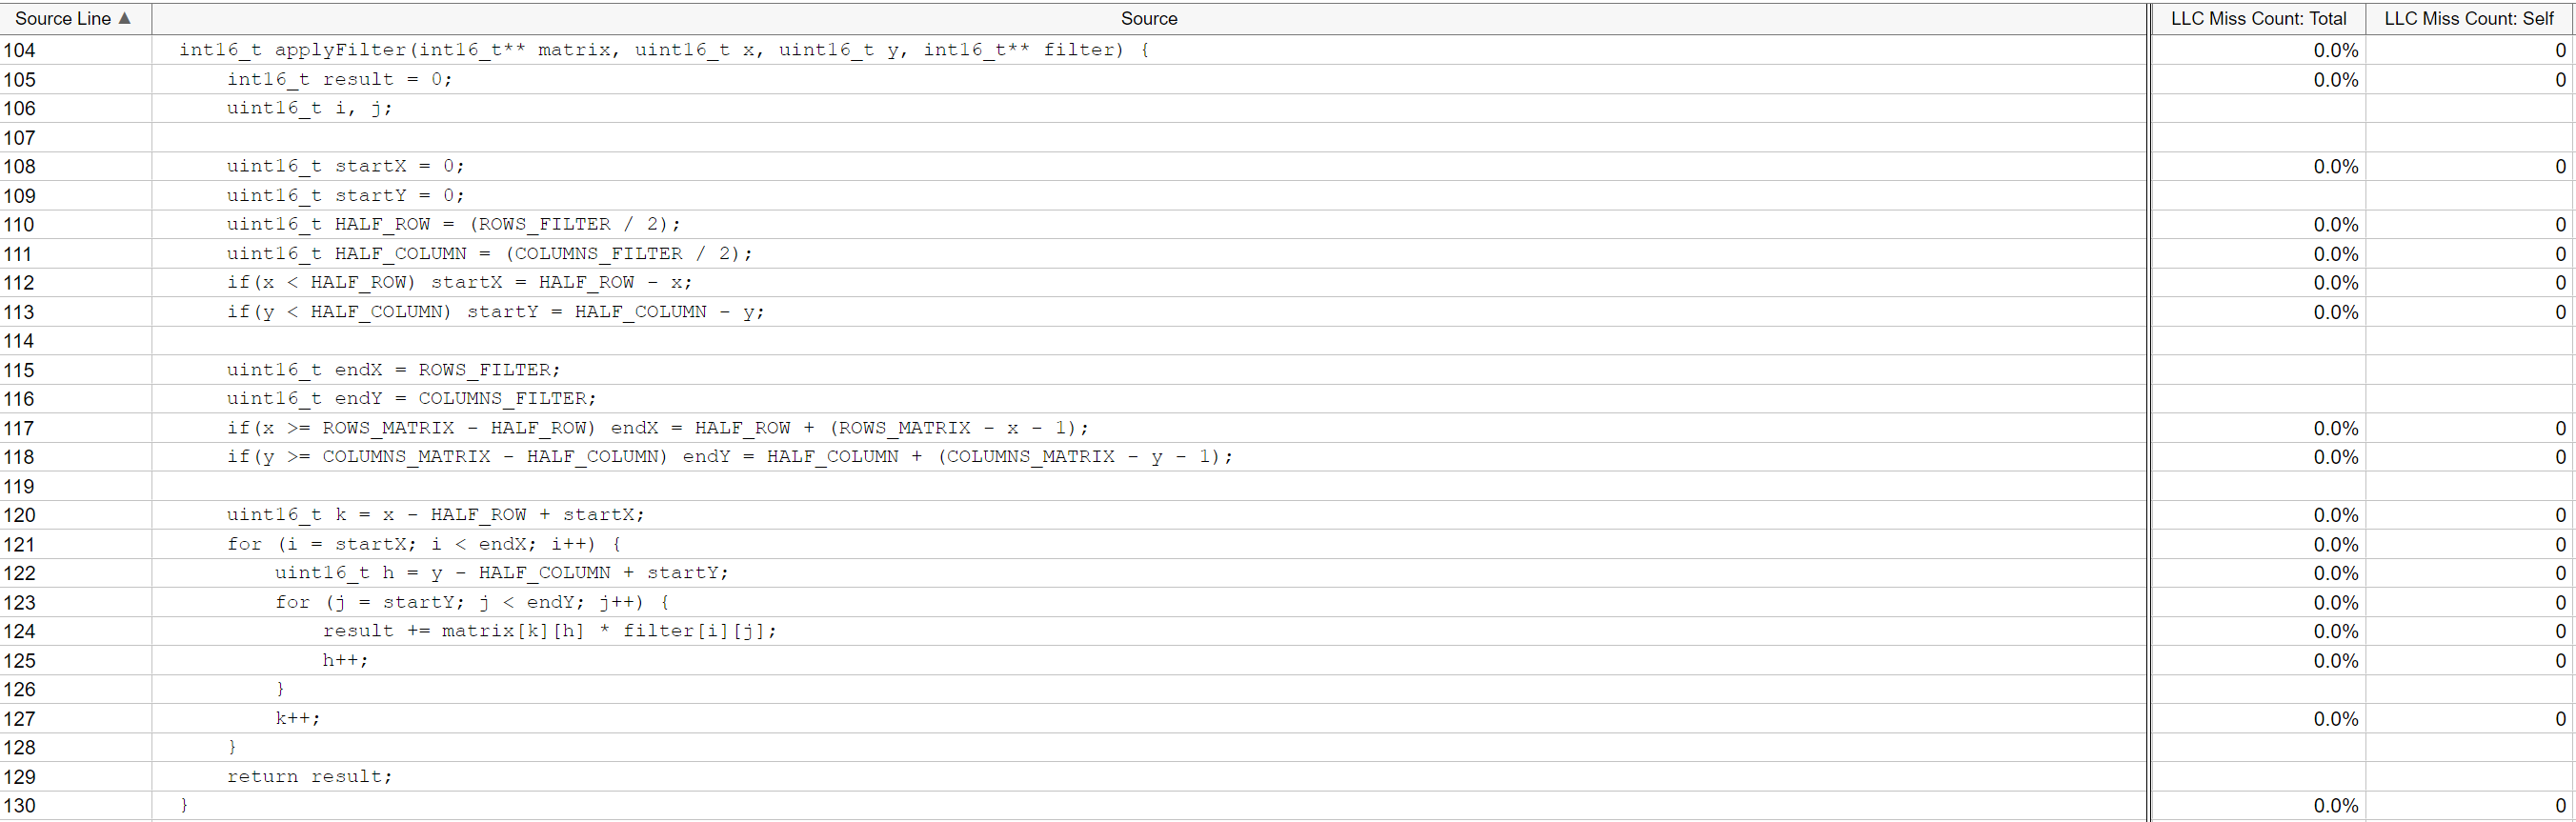 Source Line ▲ Source LLC Miss Count: Total LLC Miss Count: Self
104 int16_t applyFilter(int16_t** matrix, uint16_t x, uint16_t y, int16_t** filter) { 0.0% 0
105 int16_t result = 0; 0.0% 0
106 uint16_t i, j;
107
108 uint16_t startX = 0; 0.0% 0
109 uint16_t startY = 0;
110 uint16_t HALF_ROW = (ROWS_FILTER / 2); 0.0% 0
111 uint16_t HALF_COLUMN = (COLUMNS_FILTER / 2); 0.0% 0
112 if(x < HALF_ROW) startX = HALF_ROW - x; 0.0% 0
113 if(y < HALF_COLUMN) startY = HALF_COLUMN - y; 0.0% 0
114
115 uint16_t endX = ROWS_FILTER;
116 uint16_t endY = COLUMNS_FILTER;
117 if(x >= ROWS_MATRIX - HALF_ROW) endX = HALF_ROW + (ROWS_MATRIX - x - 1); 0.0% 0
118 if(y >= COLUMNS_MATRIX - HALF_COLUMN) endY = HALF_COLUMN + (COLUMNS_MATRIX - y - 1); 0.0% 0
119
120 uint16_t k = x - HALF_ROW + startX; 0.0% 0
121 for (i = startX; i < endX; i++) { 0.0% 0
122 uint16_t h = y - HALF_COLUMN + startY; 0.0% 0
123 for (j = startY; j < endY; j++) { 0.0% 0
124 result += matrix[k][h] * filter[i][j]; 0.0% 0
125 h++; 0.0% 0
126 }
127 k++; 0.0% 0
128 }
129 return result;
130 } 0.0% 0